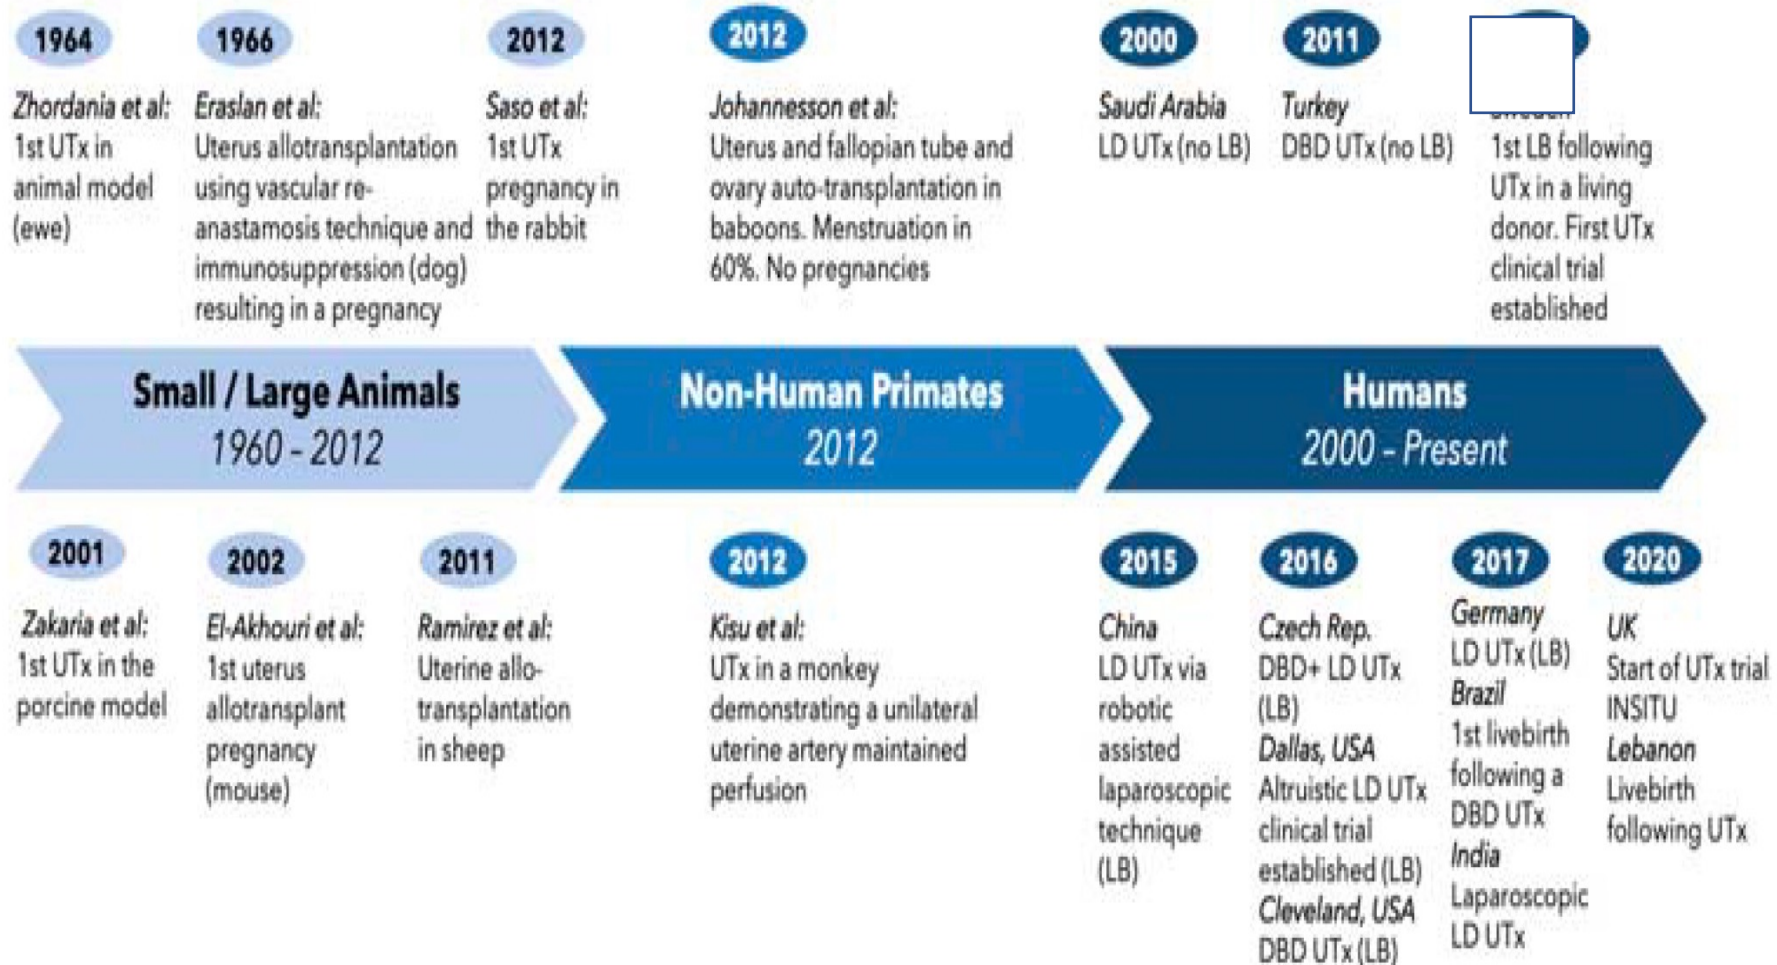 1964
Zhordania et al:
1st UTx in
animal model
(ewe)
1966
Eraslan et al:
Uterus allotransplantation
using vascular re-
anastamosis technique and
immunosuppression (dog)
resulting in a pregnancy
2012
Saso et al:
1st UTx
pregnancy in
the rabbit
2012
Johannesson et al:
Uterus and fallopian tube and
ovary auto-transplantation in
baboons. Menstruation in
60%. No pregnancies
2000
Saudi Arabia
LD UTx (no LB)
2011
Turkey
DBD UTx (no LB)
1st LB following
UTx in a living
donor. First UTx
clinical trial
established
Small / Large Animals
1960 - 2012
Non-Human Primates
2012
Humans
2000 - Present
2001
Zakaria et al:
1st UTx in the
porcine model
2002
El-Akhouri et al:
1st uterus
allotransplant
pregnancy
(mouse)
2011
Ramirez et al:
Uterine allo-
transplantation
in sheep
2012
Kisu et al:
UTx in a monkey
demonstrating a unilateral
uterine artery maintained
perfusion
2015
China
LD UTx via
robotic
assisted
laparoscopic
technique
(LB)
2016
Czech Rep.
DBD+ LD UTx
(LB)
Dallas, USA
Altruistic LD UTx
clinical trial
established (LB)
Cleveland, USA
DBD UTx (LB)
2017
Germany
LD UTx (LB)
Brazil
1st livebirth
following a
DBD UTx
India
Laparoscopic
LD UTx
2020
UK
Start of UTx trial
INSITU
Lebanon
Livebirth
following UTx